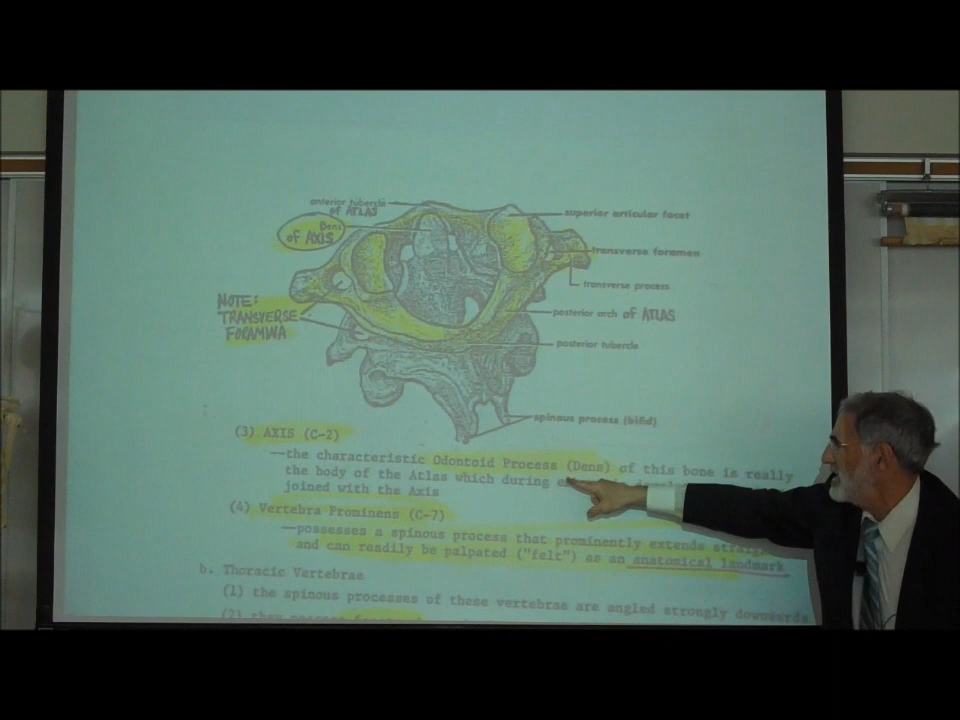 anterior tubercle
of ATLAS
superior articular facet
Dens
of AXIS
transverse foramen
transverse process
NOTE:
TRANSVERSE
FORAMINA
posterior arch of ATLAS
posterior tubercle
spinous process (bifid)
(3) AXIS (C-2)
—the characteristic Odontoid Process (Dens) of this bone is really
the body of the Atlas which during
joined with the Axis
(4) Vertebra Prominens (C-7)
—possesses a spinous process that prominently extends
and can readily be palpated ("felt") as an anatomical landmark
b. Thoracic Vertebrae
(1) the spinous processes of these vertebrae are angled strongly downwards
(2) they